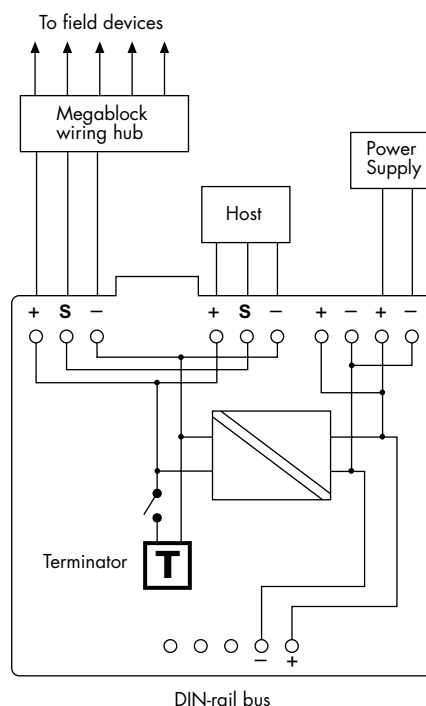 To field devices
Megablock
wiring hub
Host
Power
Supply
+ S − + S − + − + −
Terminator
T
− +
DIN-rail bus